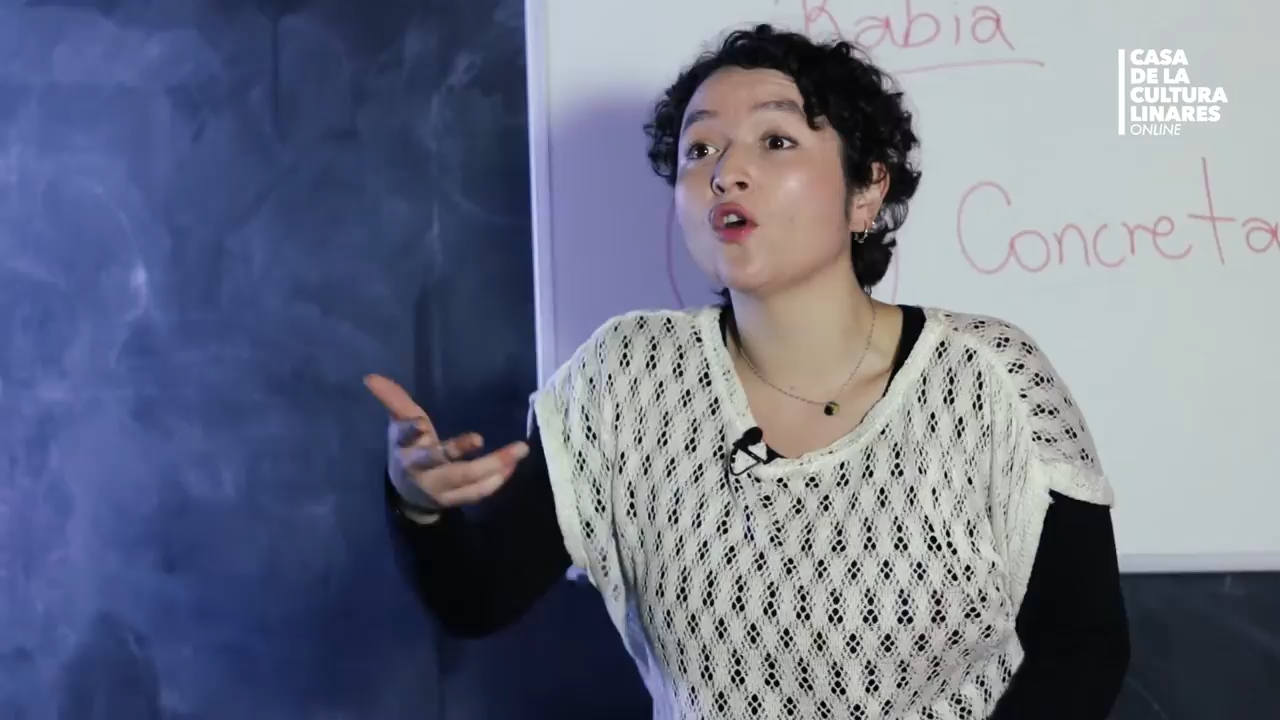 Rabia
CASA
DE LA
CULTURA
LINARES
ONLINE
Concreta